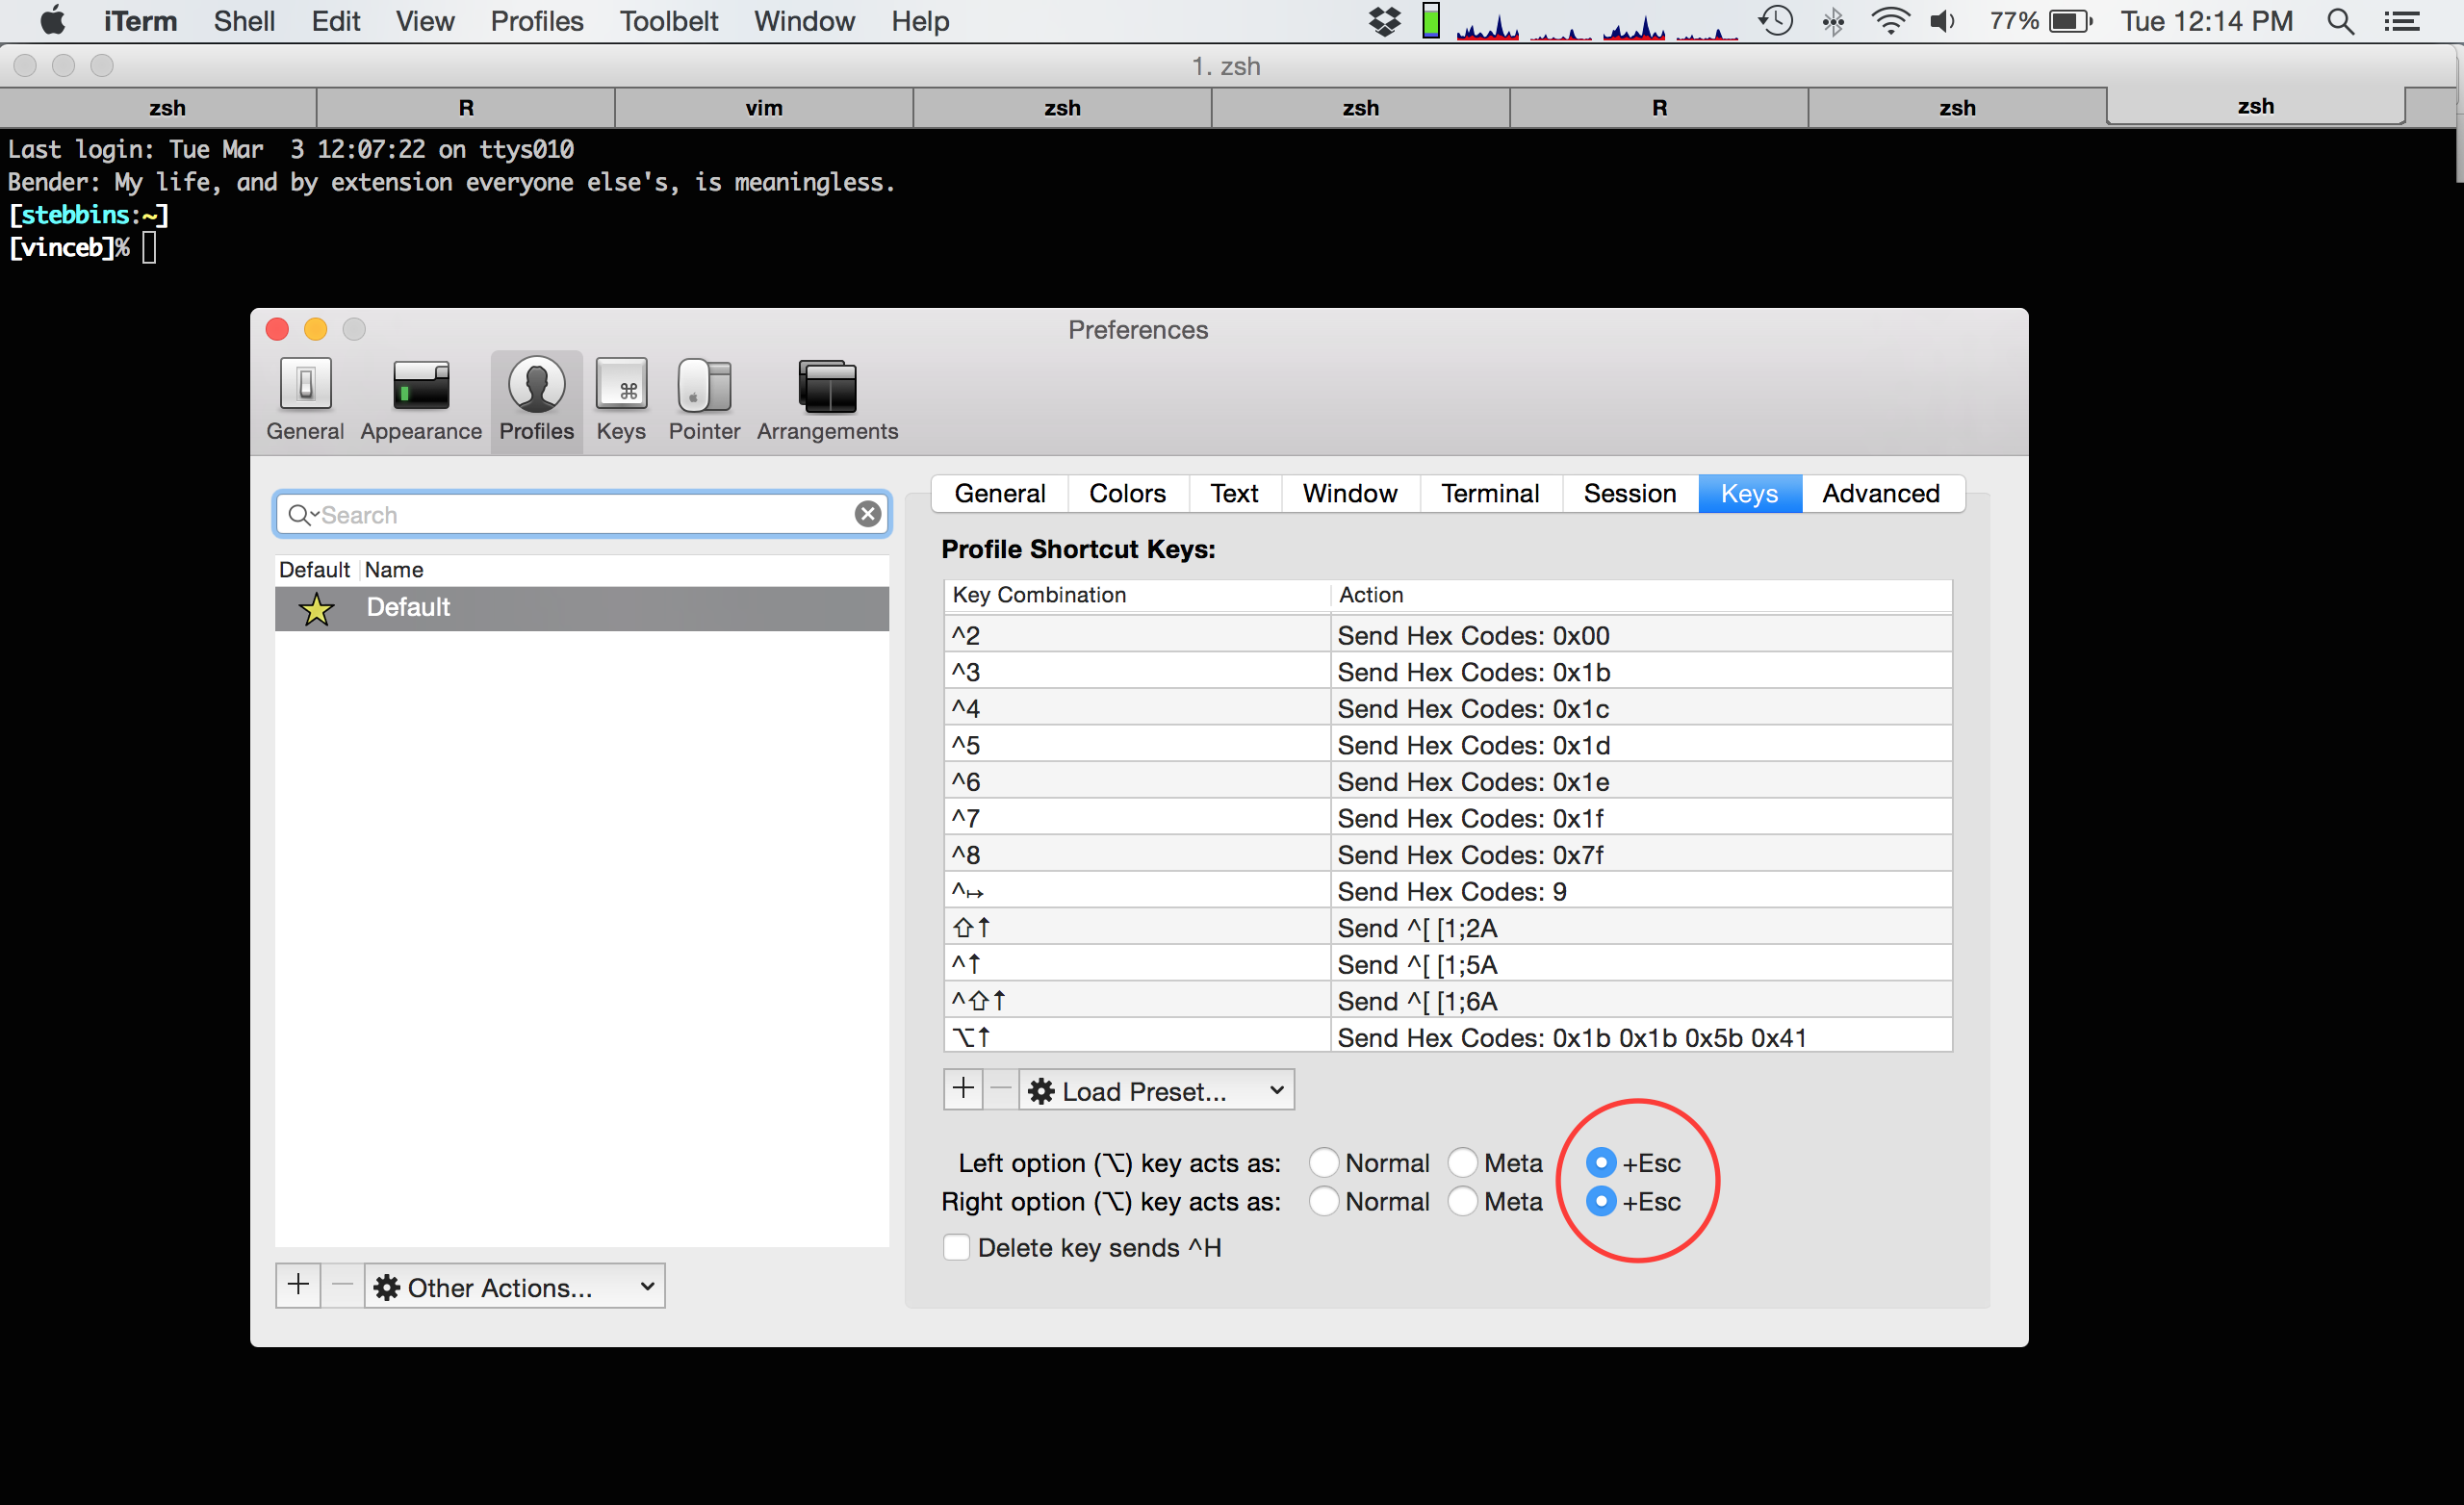 iTerm Shell Edit View Profiles Toolbelt Window Help 77% Tue 12:14 PM
1. zsh
zsh R vim zsh zsh R zsh zsh
Last login: Tue Mar  3 12:07:22 on ttys010
Bender: My life, and by extension everyone else's, is meaningless.
[stebbins:~]
[vinceb]%
Preferences
General Appearance Profiles Keys Pointer Arrangements
General Colors Text Window Terminal Session Keys Advanced
Search
Default Name
Default
Profile Shortcut Keys:
Key Combination Action
^2 Send Hex Codes: 0x00
^3 Send Hex Codes: 0x1b
^4 Send Hex Codes: 0x1c
^5 Send Hex Codes: 0x1d
^6 Send Hex Codes: 0x1e
^7 Send Hex Codes: 0x1f
^8 Send Hex Codes: 0x7f
^↦ Send Hex Codes: 9
⇧↑ Send ^[ [1;2A
^↑ Send ^[ [1;5A
^⇧↑ Send ^[ [1;6A
⌥↑ Send Hex Codes: 0x1b 0x1b 0x5b 0x41
+ − Load Preset...
Left option (⌥) key acts as: Normal Meta +Esc
Right option (⌥) key acts as: Normal Meta +Esc
Delete key sends ^H
+ − Other Actions...